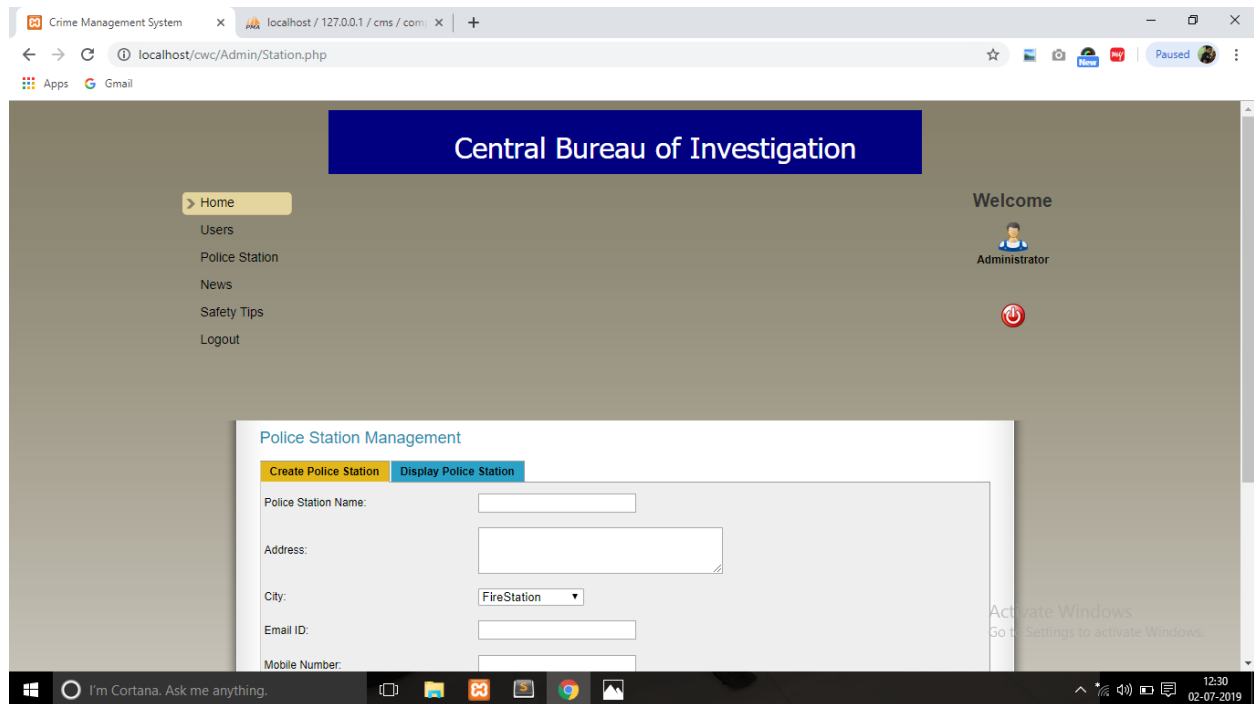 Crime Management System
localhost / 127.0.0.1 / cms / com
localhost/cwc/Admin/Station.php
New
Paused
Apps
Gmail
Central Bureau of Investigation
Home
Users
Police Station
News
Safety Tips
Logout
Welcome
Administrator
Police Station Management
Create Police Station Display Police Station
Police Station Name:
Address:
City: FireStation
Email ID:
Mobile Number:
Activate Windows
Go to Settings to activate Windows.
I'm Cortana. Ask me anything.
12:30
02-07-2019